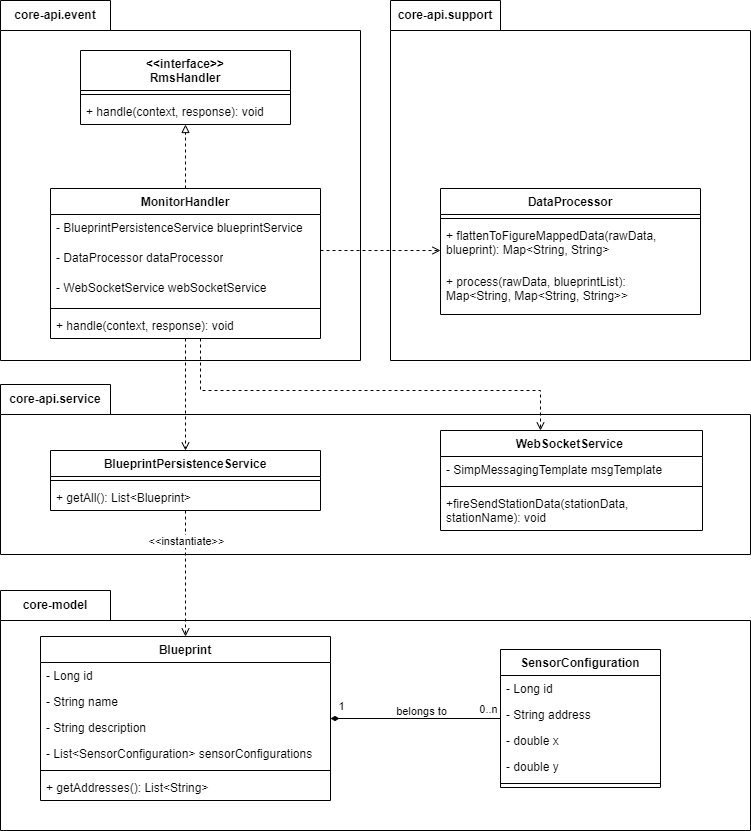 core-api.event
<<interface>>
RmsHandler
+ handle(context, response): void
MonitorHandler
- BlueprintPersistenceService blueprintService
- DataProcessor dataProcessor
- WebSocketService webSocketService
+ handle(context, response): void
core-api.support
DataProcessor
+ flattenToFigureMappedData(rawData,
blueprint): Map<String, String>
+ process(rawData, blueprintList):
Map<String, Map<String, String>>
core-api.service
BlueprintPersistenceService
+ getAll(): List<Blueprint>
WebSocketService
- SimpMessagingTemplate msgTemplate
+fireSendStationData(stationData,
stationName): void
<<instantiate>>
core-model
Blueprint
- Long id
- String name
- String description
- List<SensorConfiguration> sensorConfigurations
+ getAddresses(): List<String>
1
belongs to
0..n
SensorConfiguration
- Long id
- String address
- double x
- double y